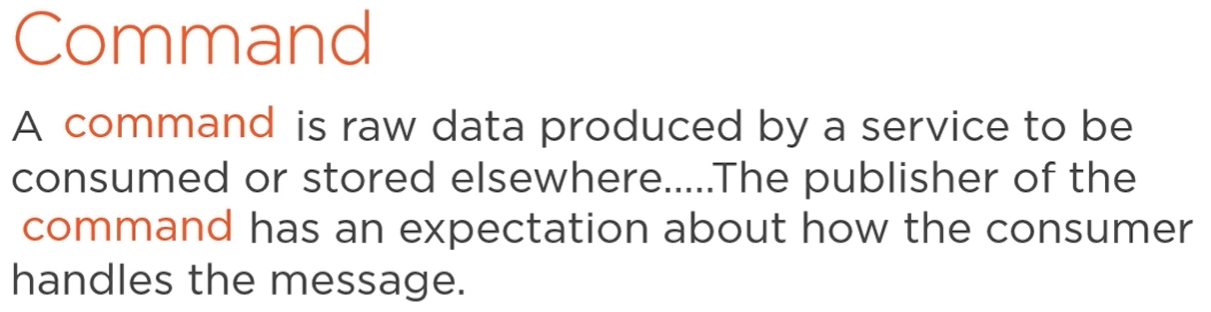 Command
A command is raw data produced by a service to be
consumed or stored elsewhere.....The publisher of the
command has an expectation about how the consumer
handles the message.